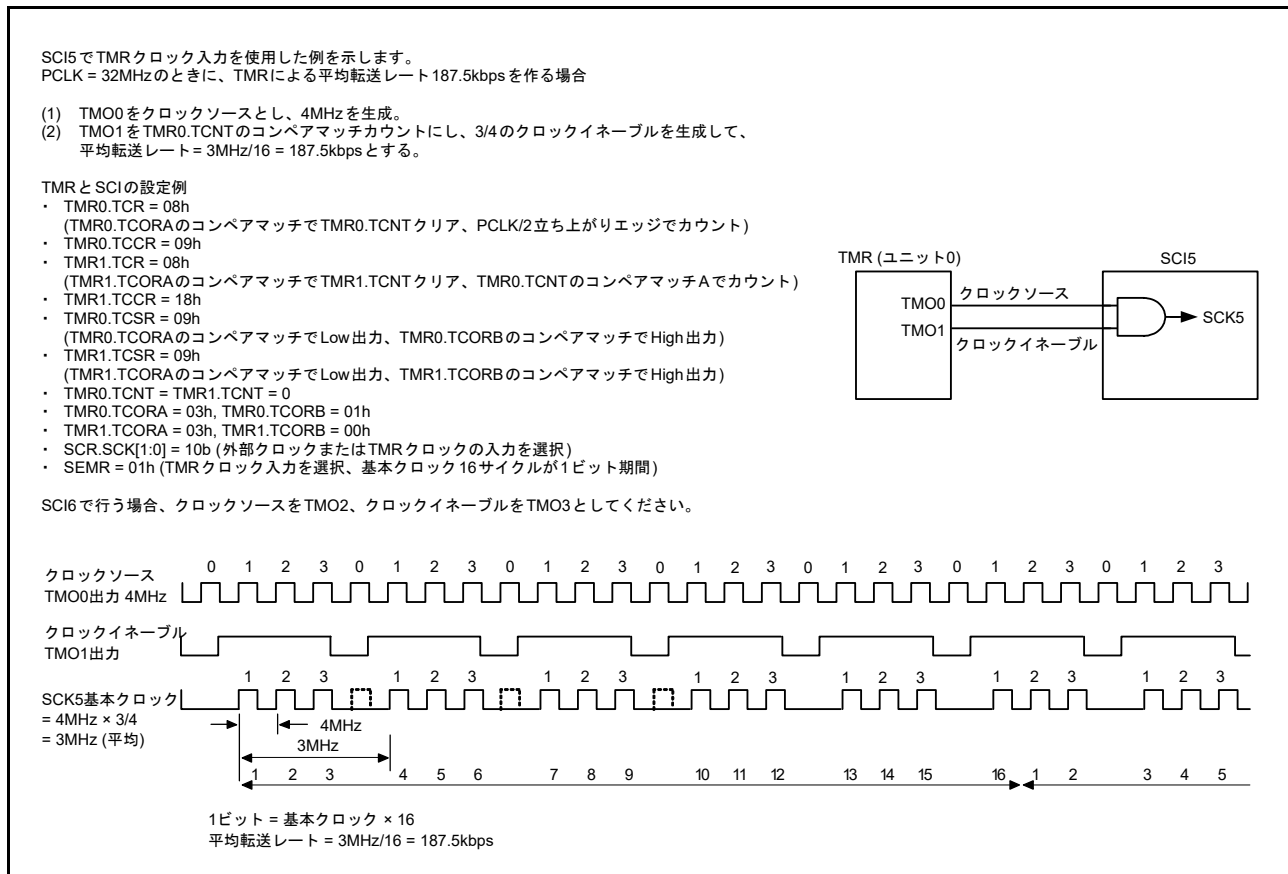 SCI5でTMRクロック入力を使用した例を示します。
PCLK = 32MHzのときに、TMRによる平均転送レート187.5kbpsを作る場合
(1) TMO0をクロックソースとし、4MHzを生成。
(2) TMO1をTMR0.TCNTのコンペアマッチカウントにし、3/4のクロックイネーブルを生成して、
平均転送レート= 3MHz/16 = 187.5kbpsとする。
TMRとSCIの設定例
・ TMR0.TCR = 08h
(TMR0.TCORAのコンペアマッチでTMR0.TCNTクリア、PCLK/2立ち上がりエッジでカウント)
・ TMR0.TCCR = 09h
・ TMR1.TCR = 08h
(TMR1.TCORAのコンペアマッチでTMR1.TCNTクリア、TMR0.TCNTのコンペアマッチAでカウント)
・ TMR1.TCCR = 18h
・ TMR0.TCSR = 09h
(TMR0.TCORAのコンペアマッチでLow出力、TMR0.TCORBのコンペアマッチでHigh出力)
・ TMR1.TCSR = 09h
(TMR1.TCORAのコンペアマッチでLow出力、TMR1.TCORBのコンペアマッチでHigh出力)
・ TMR0.TCNT = TMR1.TCNT = 0
・ TMR0.TCORA = 03h, TMR0.TCORB = 01h
・ TMR1.TCORA = 03h, TMR1.TCORB = 00h
・ SCR.SCK[1:0] = 10b (外部クロックまたはTMRクロックの入力を選択)
・ SEMR = 01h (TMRクロック入力を選択、基本クロック16サイクルが1ビット期間)
SCI6で行う場合、クロックソースをTMO2、クロックイネーブルをTMO3としてください。
TMR (ユニット0)
SCI5
TMO0
クロックソース
TMO1
クロックイネーブル
SCK5
0 1 2 3 0 1 2 3 0 1 2 3 0 1 2 3 0 1 2 3 0 1 2 3 0 1 2 3
クロックソース
TMO0出力 4MHz
クロックイネーブル
TMO1出力
1 2 3 1 2 3 1 2 3 1 2 3 1 2 3 1 2 3 1 2 3
SCK5基本クロック
= 4MHz × 3/4
= 3MHz (平均)
4MHz
3MHz
1 2 3 4 5 6 7 8 9 10 11 12 13 14 15 16 1 2 3 4 5
1ビット = 基本クロック × 16
平均転送レート = 3MHz/16 = 187.5kbps